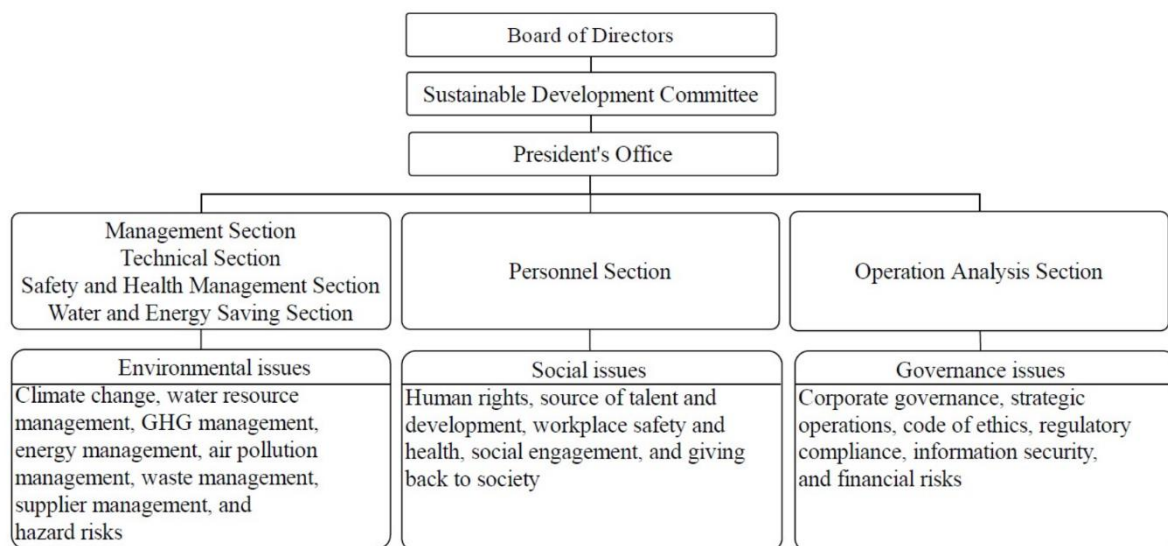 Board of Directors
Sustainable Development Committee
President's Office
Management Section
Technical Section
Safety and Health Management Section
Water and Energy Saving Section
Personnel Section
Operation Analysis Section
Environmental issues
Climate change, water resource
management, GHG management,
energy management, air pollution
management, waste management,
supplier management, and
hazard risks
Social issues
Human rights, source of talent and
development, workplace safety and
health, social engagement, and giving
back to society
Governance issues
Corporate governance, strategic
operations, code of ethics, regulatory
compliance, information security,
and financial risks